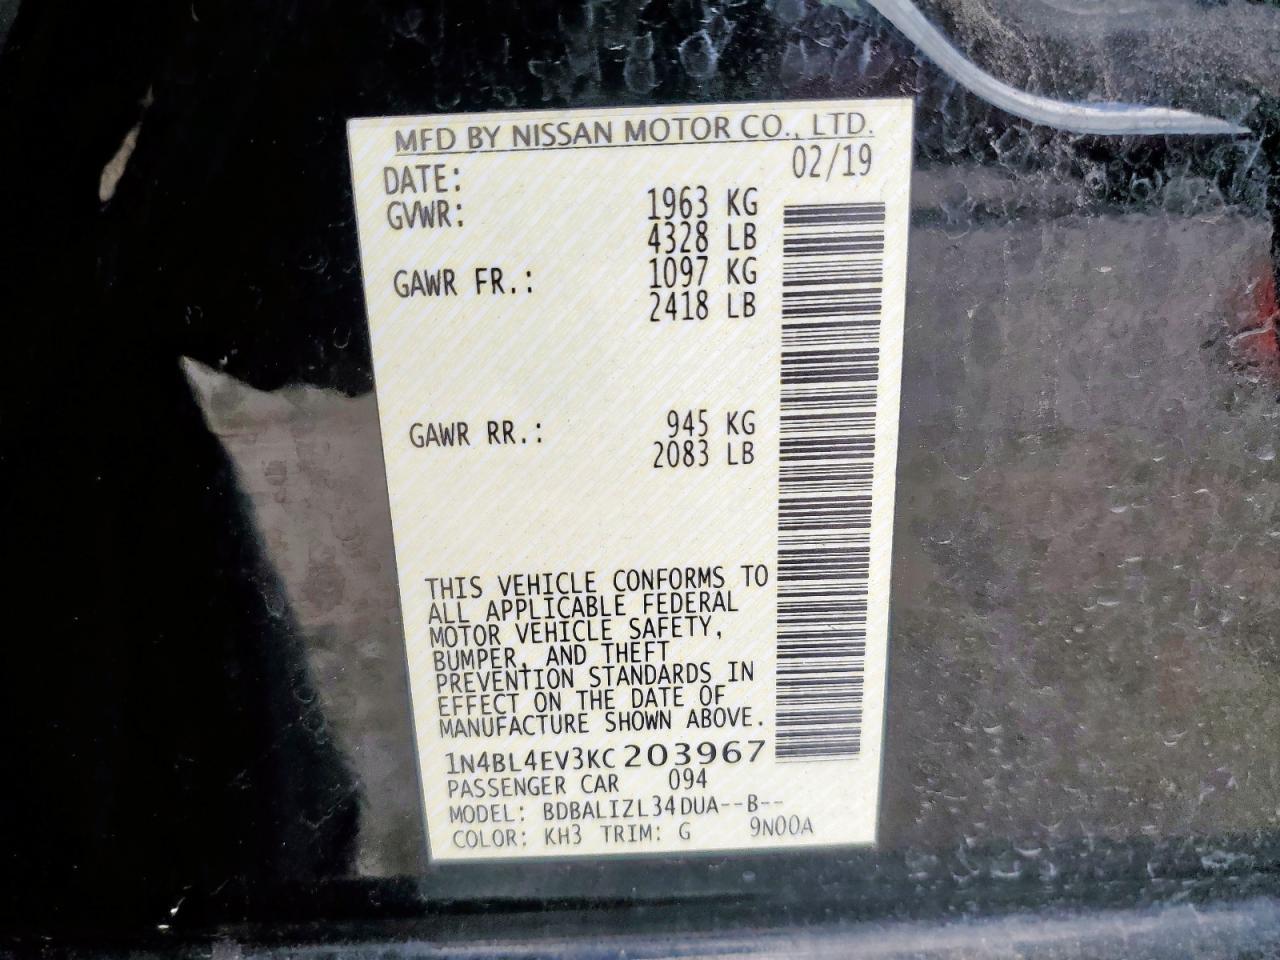 MFD BY NISSAN MOTOR CO., LTD.
DATE: 02/19
GVWR: 1963 KG
4328 LB
GAWR FR.: 1097 KG
2418 LB
GAWR RR.: 945 KG
2083 LB
THIS VEHICLE CONFORMS TO
ALL APPLICABLE FEDERAL
MOTOR VEHICLE SAFETY,
BUMPER, AND THEFT
PREVENTION STANDARDS IN
EFFECT ON THE DATE OF
MANUFACTURE SHOWN ABOVE.
1N4BL4EV3KC203967
PASSENGER CAR 094
MODEL: BDBALIZL34DUA--B--
COLOR: KH3 TRIM: G 9N00A